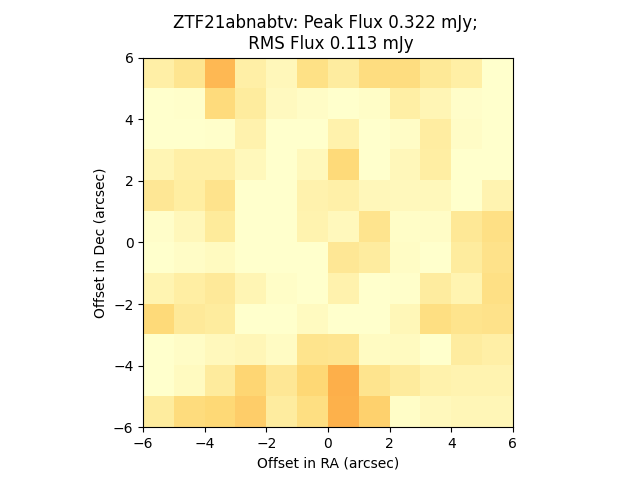 ZTF21abnabtv: Peak Flux 0.322 mJy;
RMS Flux 0.113 mJy
6
4
2
0
−2
−4
−6
Offset in Dec (arcsec)
−6 −4 −2 0 2 4 6
Offset in RA (arcsec)